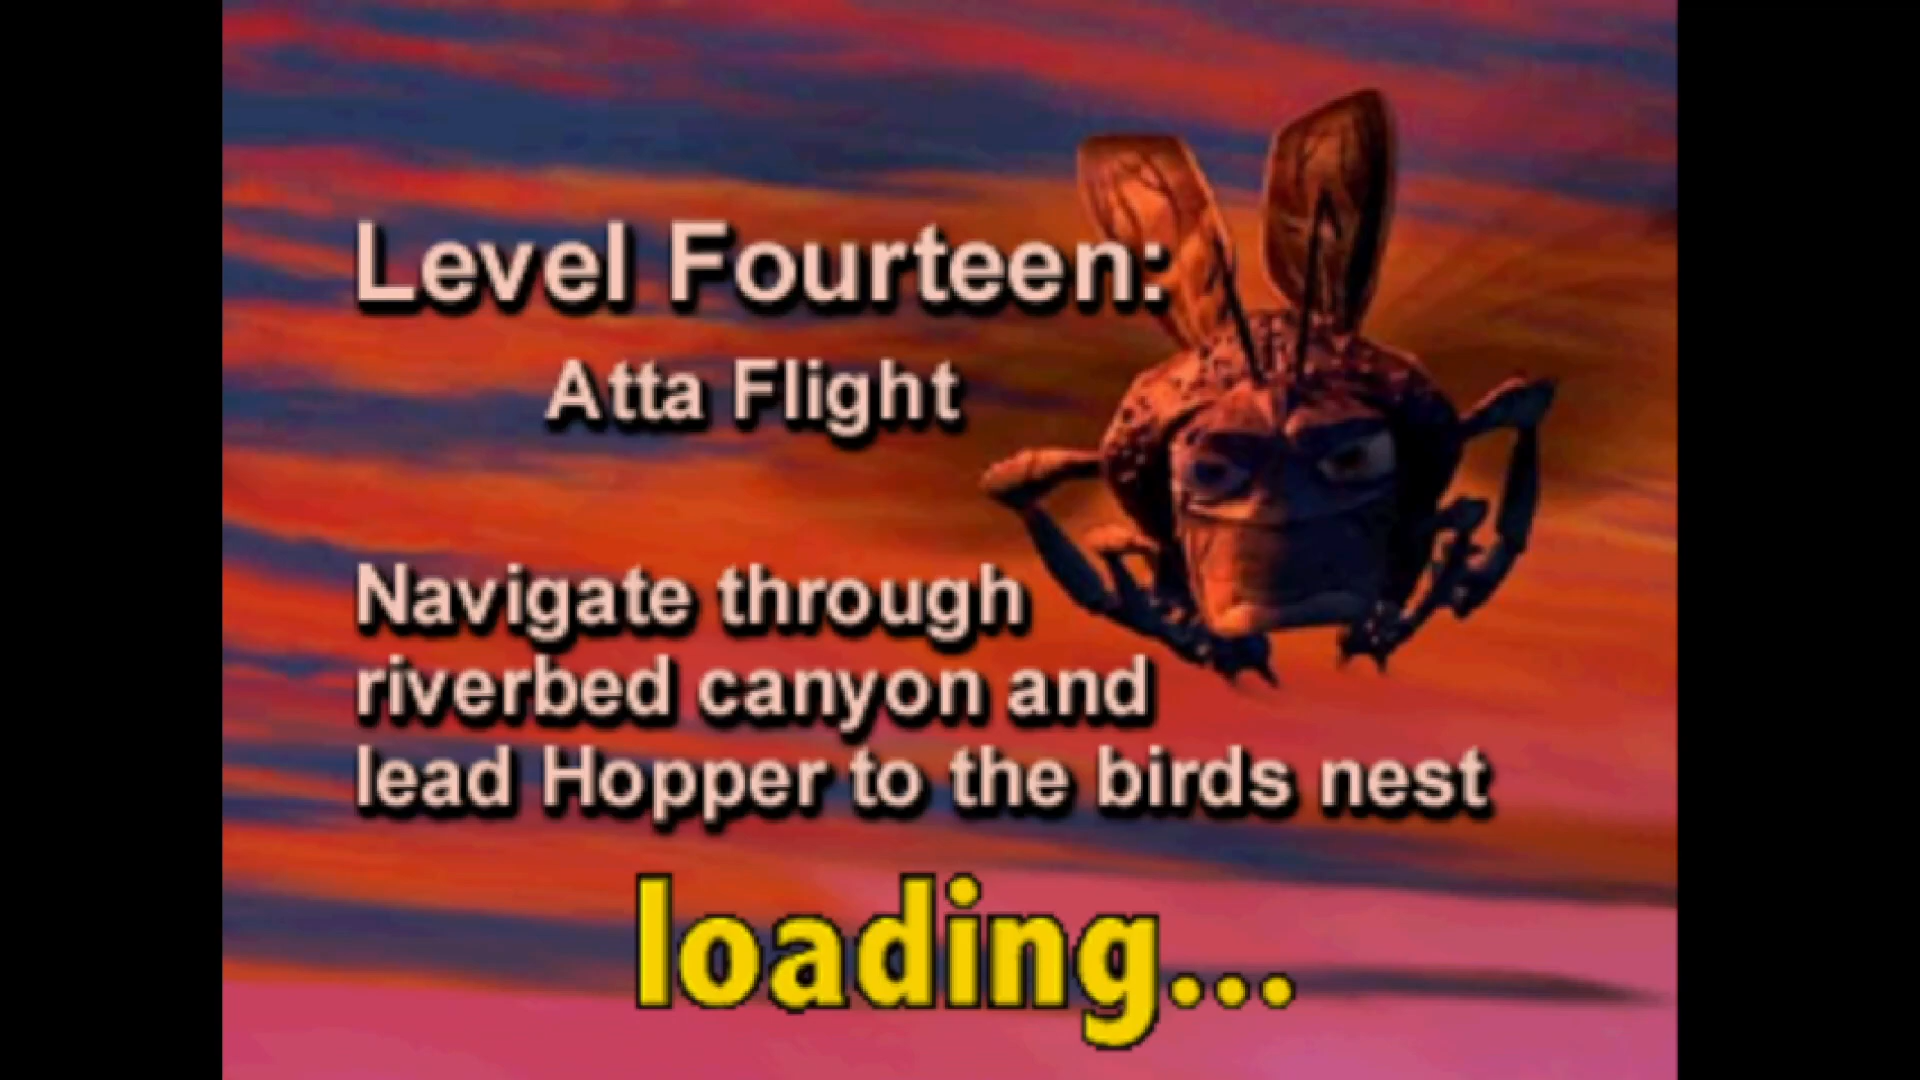 Level Fourteen:
Atta Flight
Navigate through
riverbed canyon and
lead Hopper to the birds nest
loading...